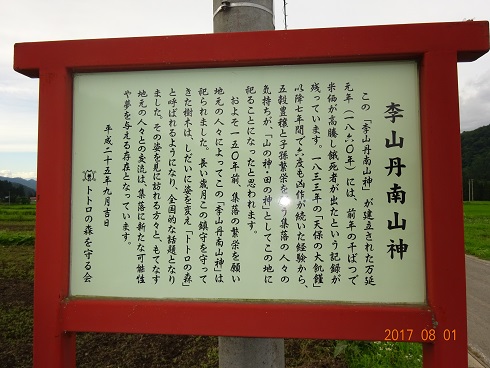 李山丹南山神
この「李山丹南山神」が建立された万延
元年(一八六〇年)には、前年の干ばつで
米価が高騰し餓死者が出たという記録が
残っています。一八三三年の「天保の大飢饉」
以降七年間で五度も凶作が続いた経験から、
五穀豊穣と子孫繁栄を願う集落の人々の
気持ちが、「山の神・田の神」としてこの地に
祀ることになったと思われます。
およそ一五〇年前、集落の繁栄を願い
地元の人々によってこの「李山丹南山神」は
祀られました。長い歳月この鎮守を守って
きた樹木は、しだいに姿を変え「トトロの森」
と呼ばれるようになり、全国的な話題となり
ました。その姿を見に訪れる方々と、もてなす
地元の人々との交流は、集落に新たな可能性
や夢を与える存在となっています。
平成二十五年九月吉日
トトロの森を守る会
2017 08 01